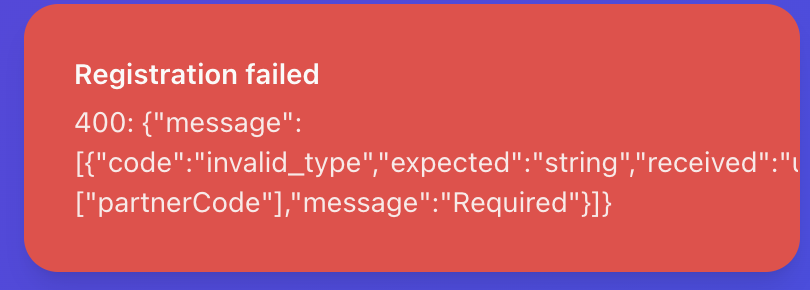 Registration failed
400: {"message":
[{"code":"invalid_type","expected":"string","received":"
["partnerCode"],"message":"Required"}]}